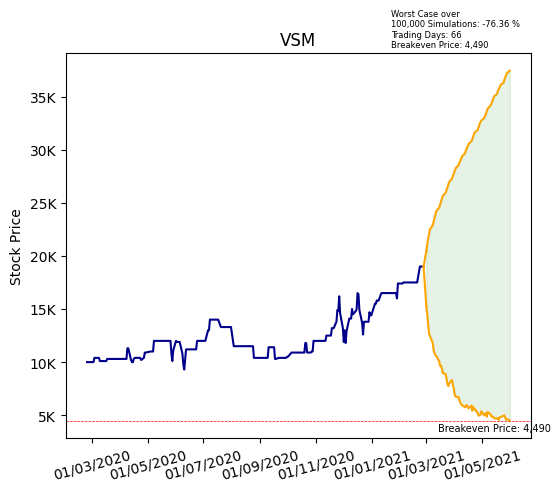 Worst Case over
100,000 Simulations: -76.36 %
Trading Days: 66
Breakeven Price: 4,490
VSM
Stock Price
35K
30K
25K
20K
15K
10K
5K
Breakeven Price: 4,490
01/03/2020 01/05/2020 01/07/2020 01/09/2020 01/11/2020 01/01/2021 01/03/2021 01/05/2021